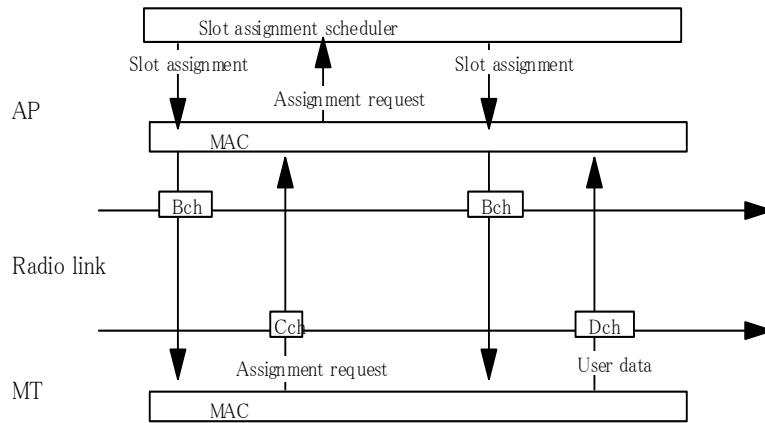 Slot assignment scheduler
Slot assignment
Slot assignment
Assignment request
AP
MAC
Bch
Bch
Radio link
Cch
Dch
Assignment request
User data
MT
MAC